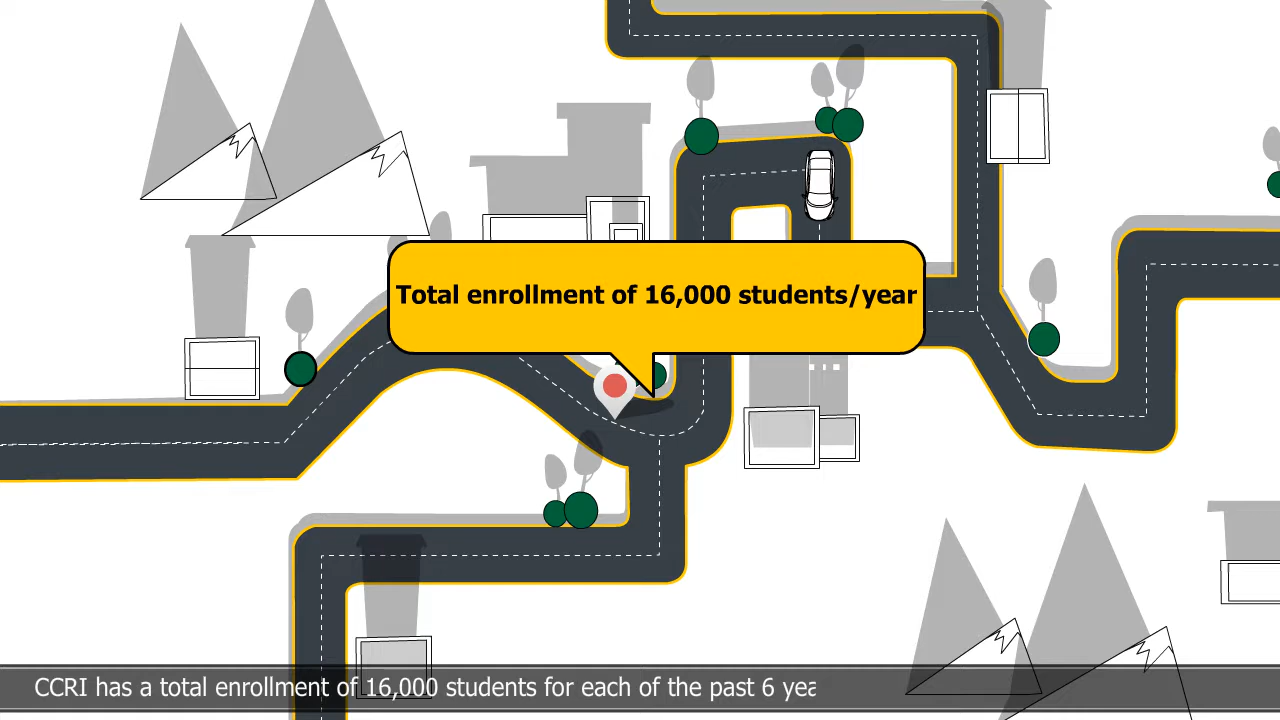 Total enrollment of 16,000 students/year
CCRI has a total enrollment of 16,000 students for each of the past 6 yea